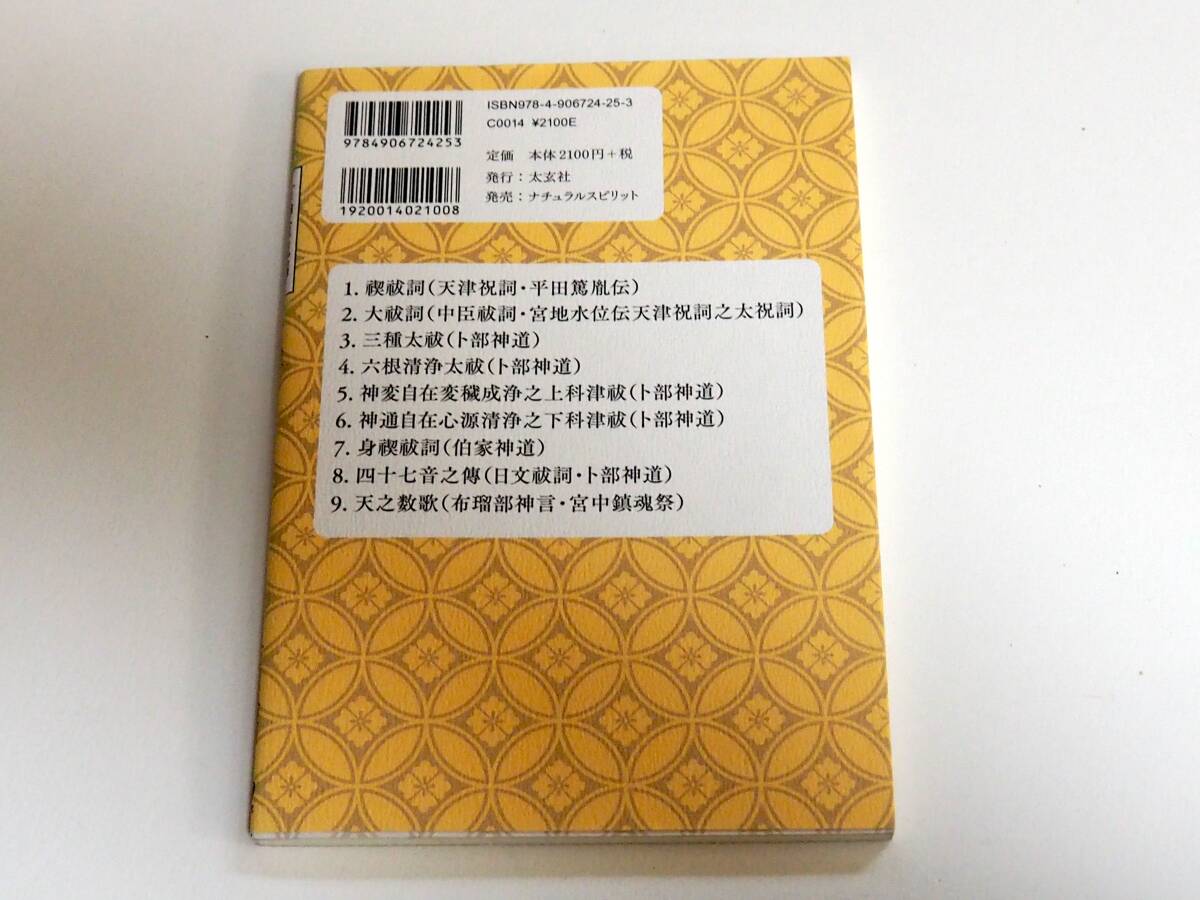 ISBN978-4-906724-25-3
C0014 ¥2100E
9784906724253
定価 本体2100円+税
発行：太玄社
発売：ナチュラルスピリット
1920014021008
1. 禊祓詞(天津祝詞・平田篤胤伝)
2. 大祓詞(中臣祓詞・宮地水位伝天津祝詞之太祝詞)
3. 三種太祓(卜部神道)
4. 六根清浄太祓(卜部神道)
5. 神変自在変穢成浄之上科津祓(卜部神道)
6. 神通自在心源清浄之下科津祓(卜部神道)
7. 身禊祓詞(伯家神道)
8. 四十七音之傳(日文祓詞・卜部神道)
9. 天之数歌(布瑠部神言・宮中鎮魂祭)